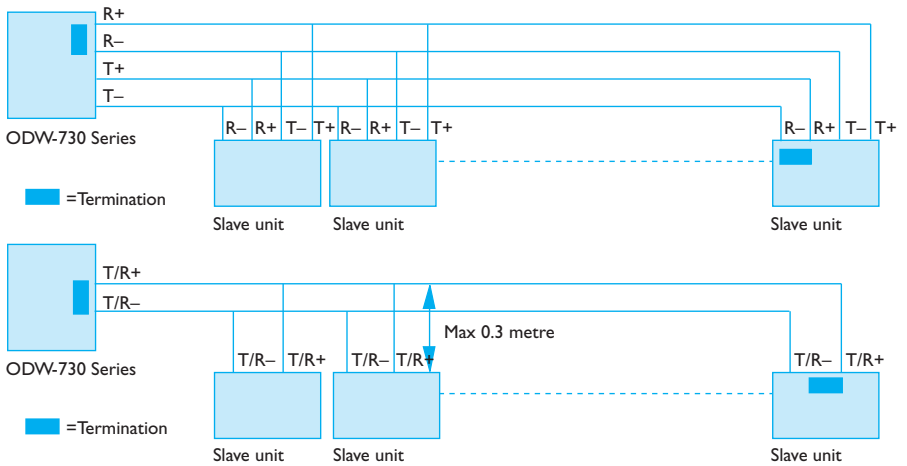 R+
R–
T+
T–
R– R+ T– T+ R– R+ T– T+ R– R+ T– T+
ODW-730 Series
=Termination
Slave unit Slave unit Slave unit
T/R+
T/R–
Max 0.3 metre
T/R– T/R+ T/R– T/R+ T/R– T/R+
ODW-730 Series
=Termination
Slave unit Slave unit Slave unit